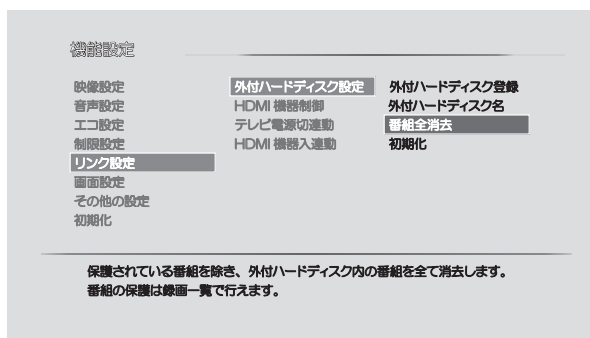 機能設定
映像設定
音声設定
エコ設定
制限設定
リンク設定
画面設定
その他の設定
初期化
外付ハードディスク設定
HDMI 機器制御
テレビ電源切連動
HDMI 機器入連動
外付ハードディスク登録
外付ハードディスク名
番組全消去
初期化
保護されている番組を除き、外付ハードディスク内の番組を全て消去します。
番組の保護は録画一覧で行えます。